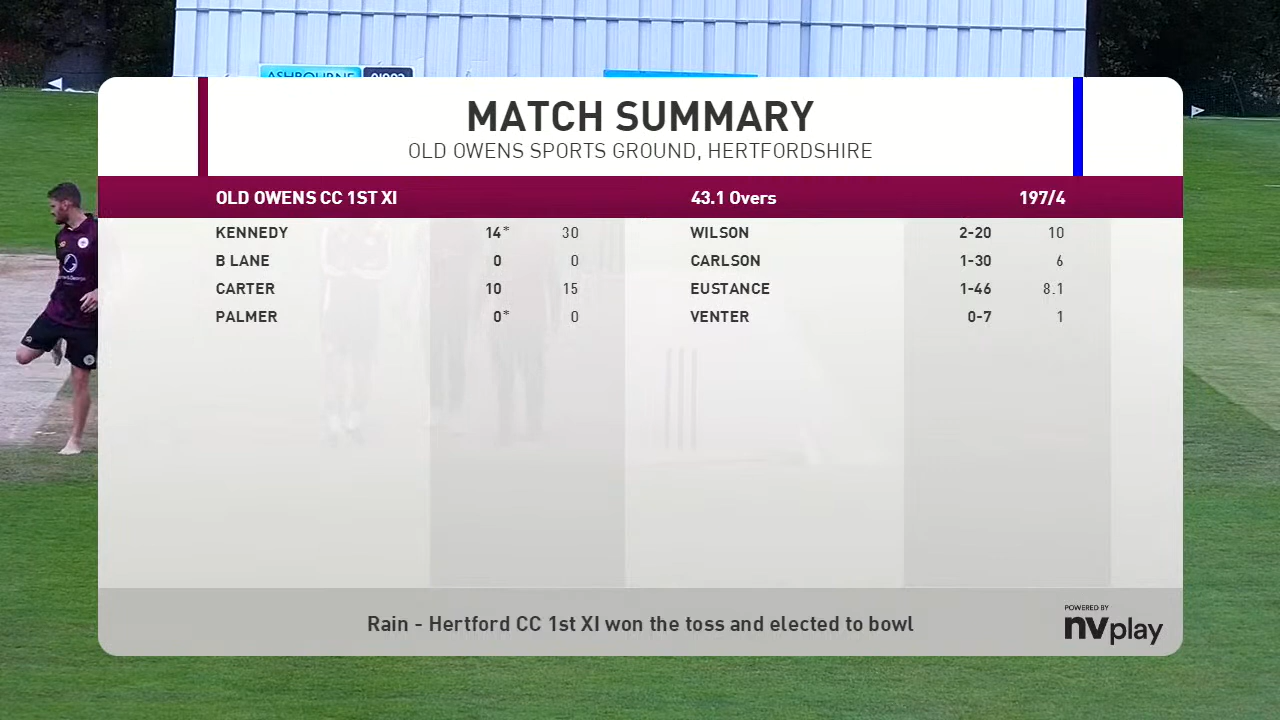 ASHBOURNE
MATCH SUMMARY
OLD OWENS SPORTS GROUND, HERTFORDSHIRE
OLD OWENS CC 1ST XI 43.1 Overs 197/4
KENNEDY 14* 30 WILSON 2-20 10
B LANE 0 0 CARLSON 1-30 6
CARTER 10 15 EUSTANCE 1-46 8.1
PALMER 0* 0 VENTER 0-7 1
Rain - Hertford CC 1st XI won the toss and elected to bowl
POWERED BY
nvplay